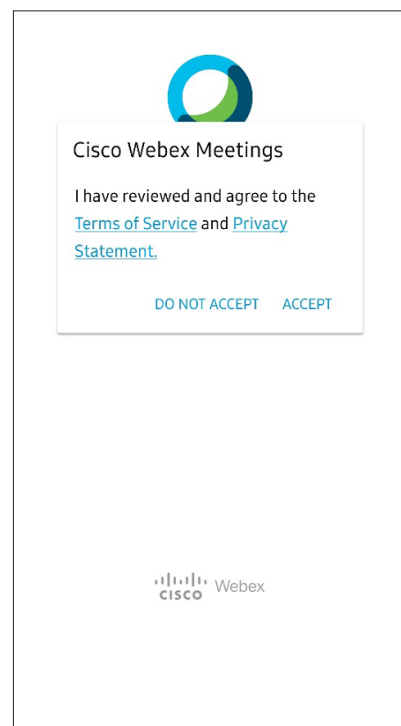 Cisco Webex Meetings
I have reviewed and agree to the
Terms of Service and Privacy
Statement.
DO NOT ACCEPT ACCEPT
CISCO Webex